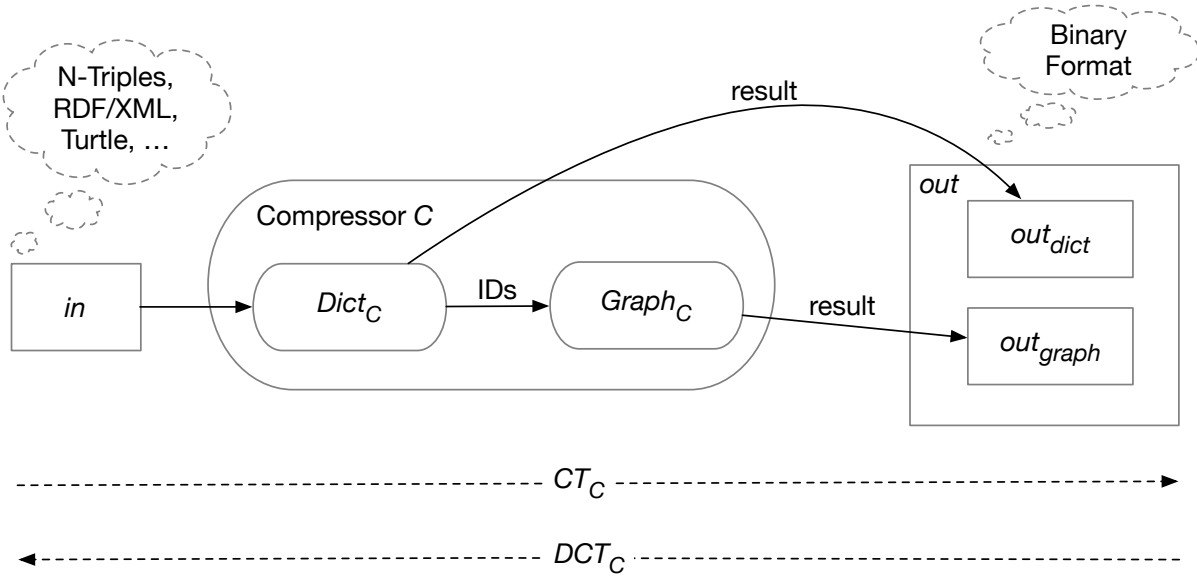 N-Triples,
RDF/XML,
Turtle, …
Binary
Format
result
out
Compressor C
out_dict
in
Dict_C
IDs
Graph_C
result
out_graph
CT_C
DCT_C